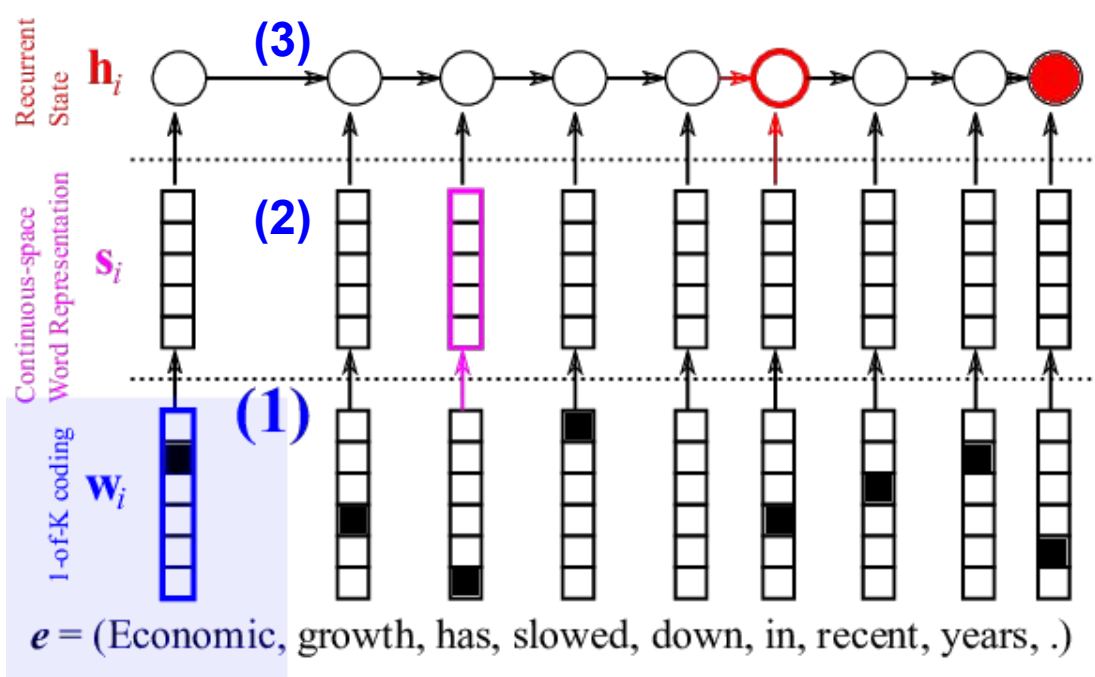 Recurrent
State
h_i
(3)
Continuous-space
Word Representation
s_i
(2)
1-of-K coding
w_i
(1)
e = (Economic, growth, has, slowed, down, in, recent, years, .)